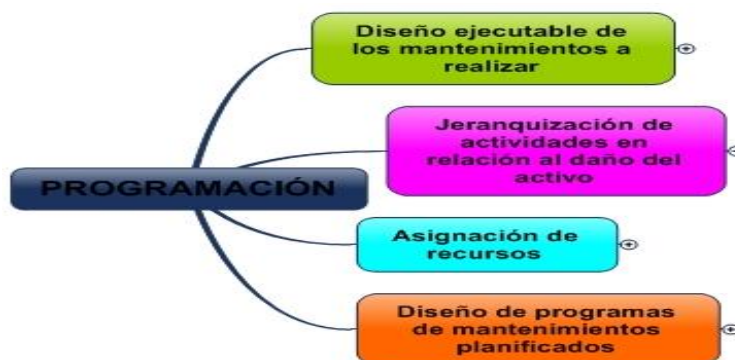 Diseño ejecutable de
los mantenimientos a
realizar
Jeranquización de
actividades en
relación al daño del
activo
PROGRAMACIÓN
Asignación de
recursos
Diseño de programas
de mantenimientos
planificados